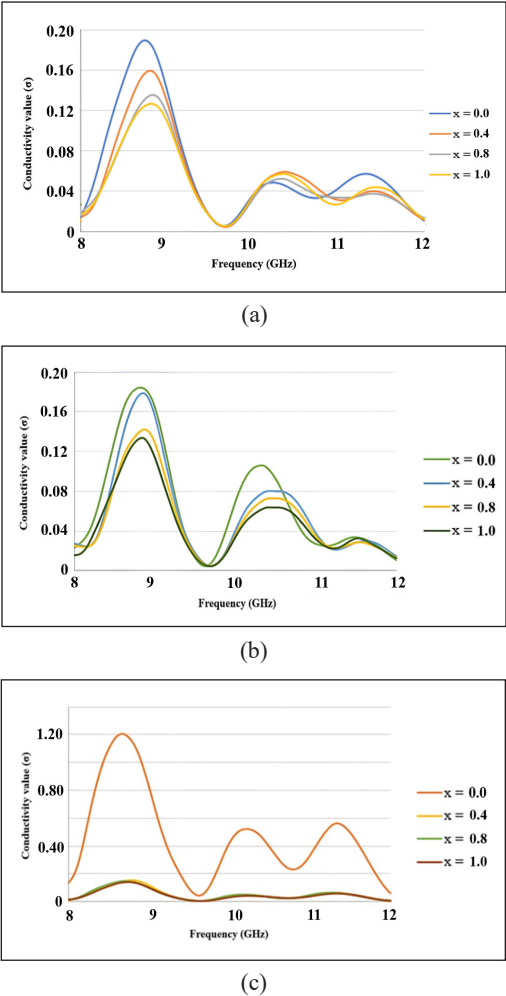 0.20
0.16
0.12
0.08
0.04
0
Conductivity value (σ)
8 9 10 11 12
Frequency (GHz)
x = 0.0
x = 0.4
x = 0.8
x = 1.0
(a)
0.20
0.16
0.12
0.08
0.04
0
Conductivity value (σ)
8 9 10 11 12
Frequency (GHz)
x = 0.0
x = 0.4
x = 0.8
x = 1.0
(b)
1.20
0.80
0.40
0
Conductivity value (σ)
8 9 10 11 12
Frequency (GHz)
x = 0.0
x = 0.4
x = 0.8
x = 1.0
(c)